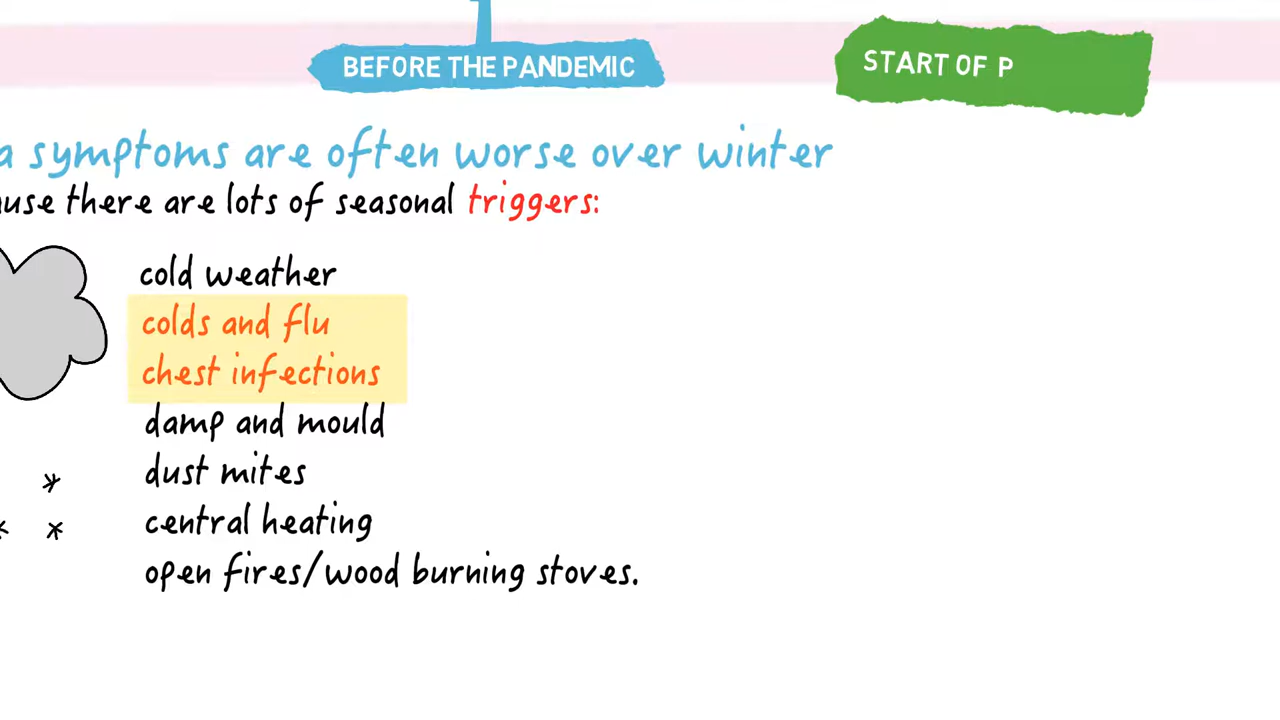 BEFORE THE PANDEMIC
START OF P
a symptoms are often worse over winter
ause there are lots of seasonal triggers:
cold weather
colds and flu
chest infections
damp and mould
dust mites
central heating
open fires/wood burning stoves.